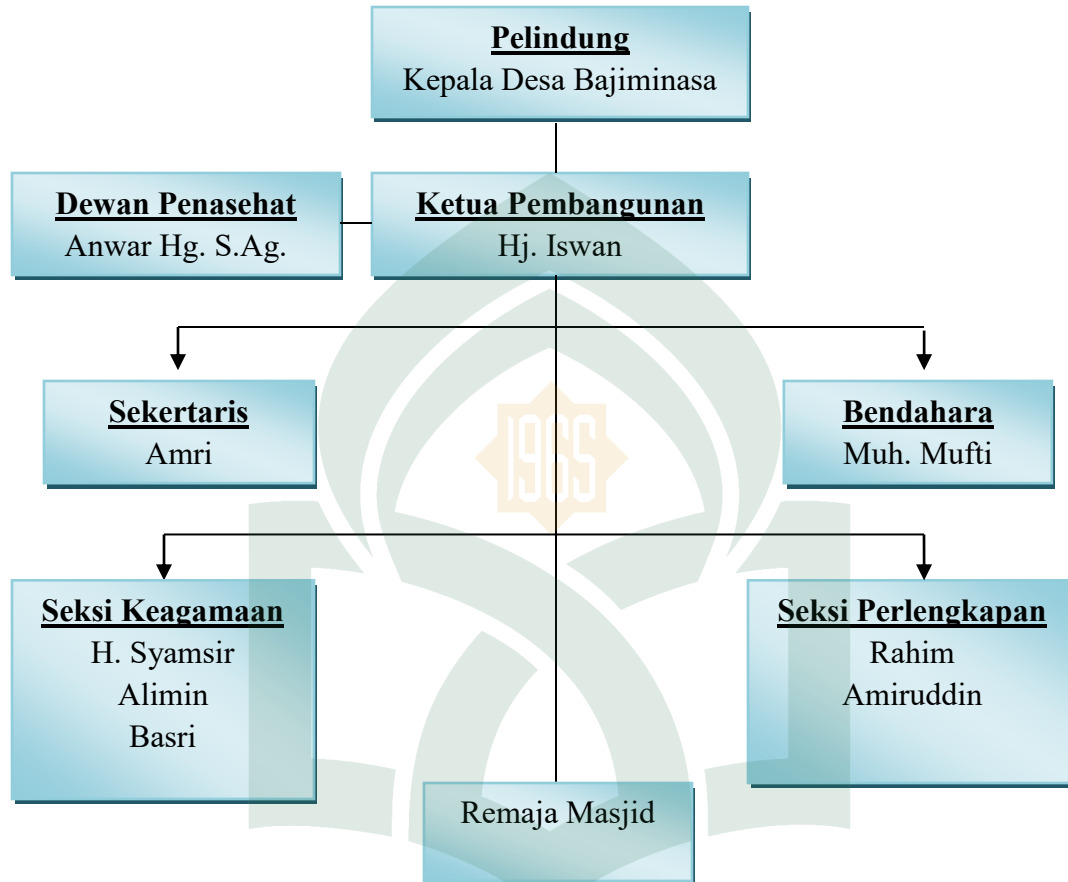 Pelindung
Kepala Desa Bajiminasa
Dewan Penasehat
Anwar Hg. S.Ag.
Ketua Pembangunan
Hj. Iswan
Sekertaris
Amri
Bendahara
Muh. Mufti
1965
Seksi Keagamaan
H. Syamsir
Alimin
Basri
Seksi Perlengkapan
Rahim
Amiruddin
Remaja Masjid